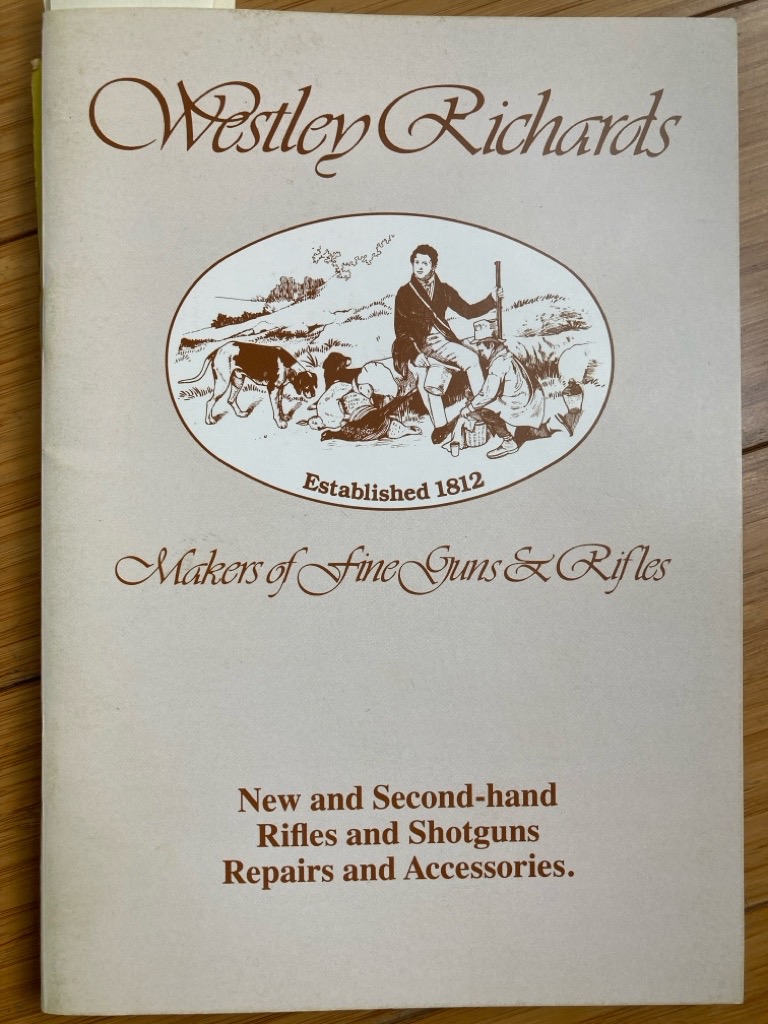 Westley Richards
Established 1812
Makers of Fine Guns & Rifles
New and Second-hand
Rifles and Shotguns
Repairs and Accessories.